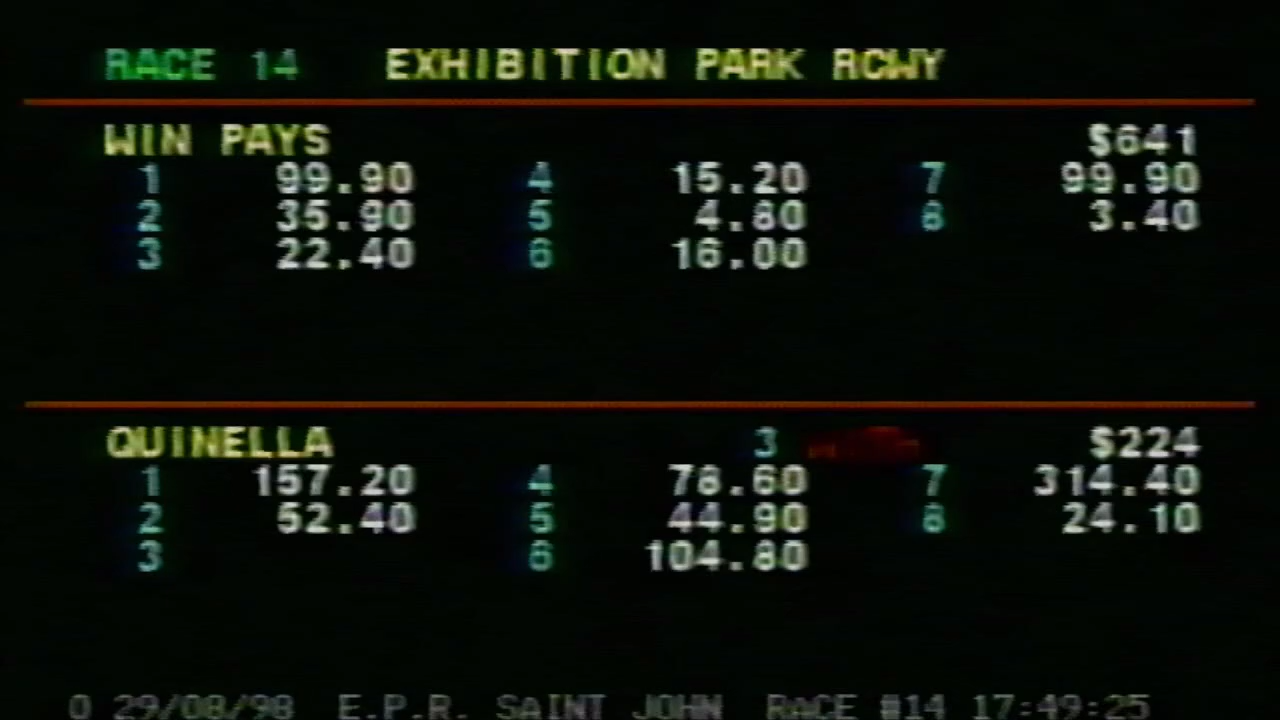 RACE 14 EXHIBITION PARK RCWY
WIN PAYS $641
1 99.90 4 15.20 7 99.90
2 35.90 5 4.80 8 3.40
3 22.40 6 16.00
QUINELLA 3 $224
1 157.20 4 78.60 7 314.40
2 52.40 5 44.90 8 24.10
3 6 104.80
0 29/08/98 E.P.R. SAINT JOHN RACE #14 17:49:25